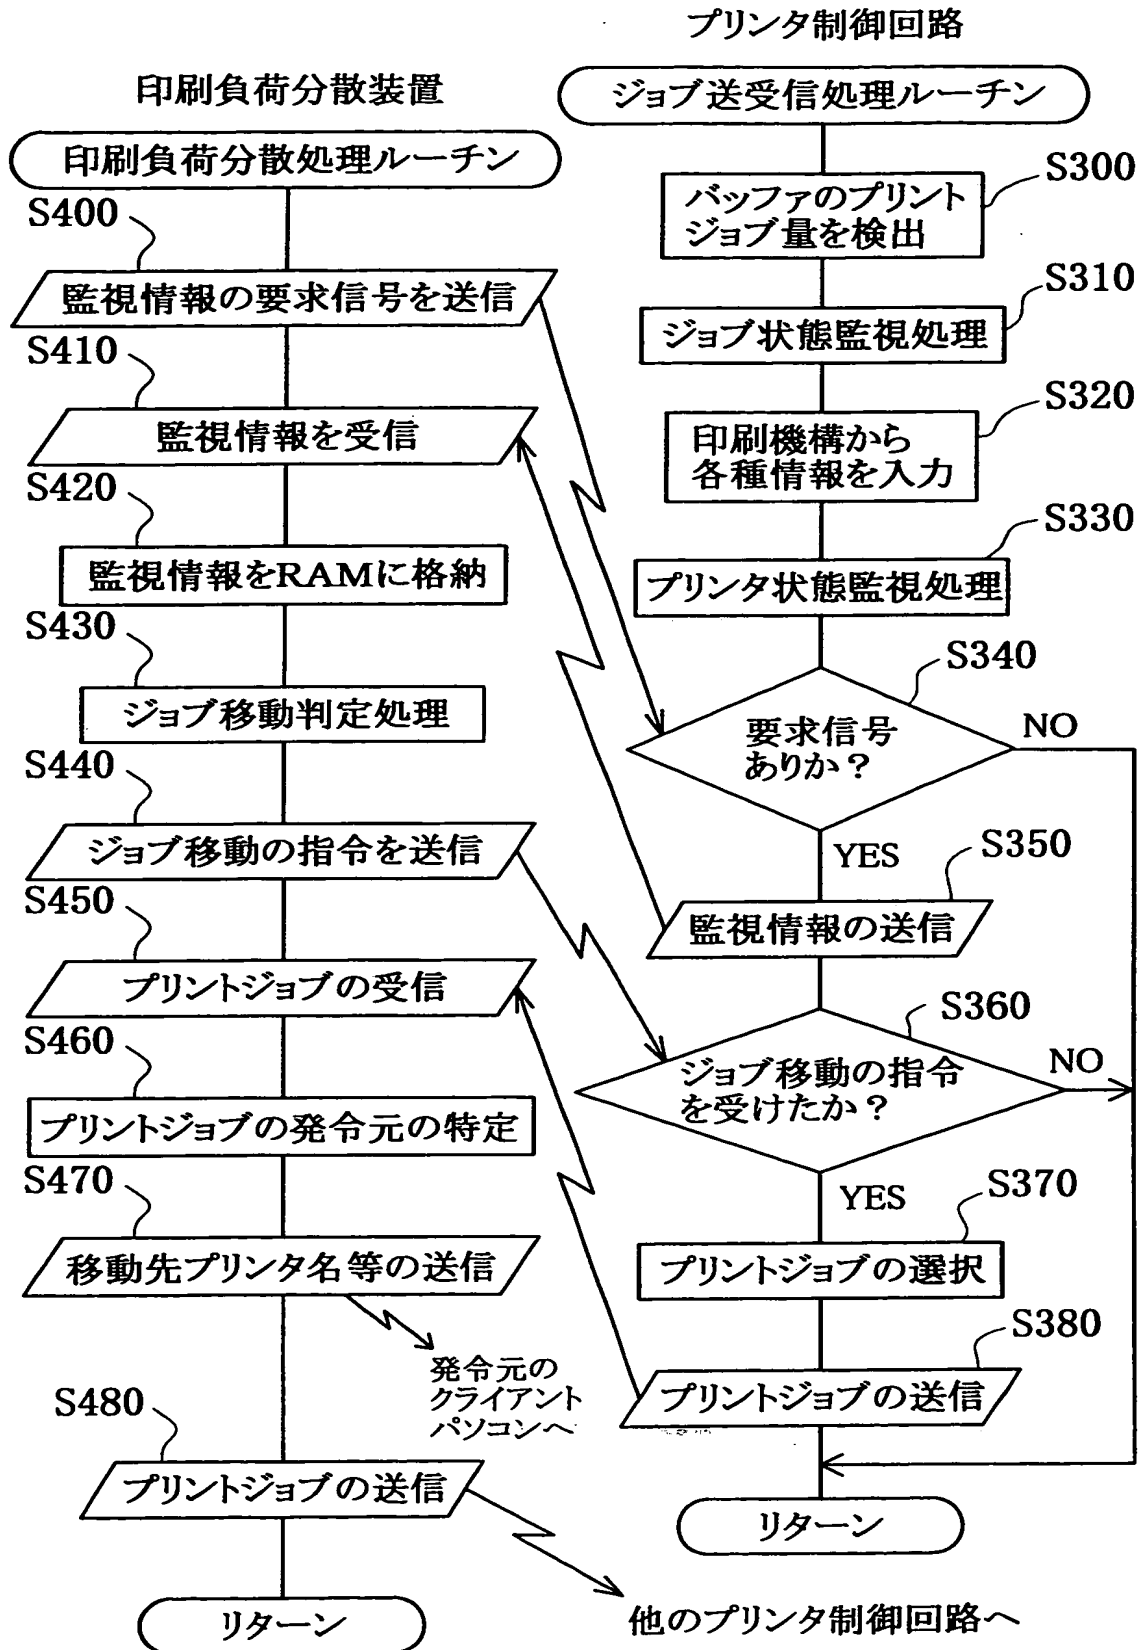 プリンタ制御回路
ジョブ送受信処理ルーチン
S300
バッファのプリント
ジョブ量を検出
S310
ジョブ状態監視処理
S320
印刷機構から
各種情報を入力
S330
プリンタ状態監視処理
S340
要求信号
ありか?
NO
YES
S350
監視情報の送信
S360
ジョブ移動の指令
を受けたか?
NO
YES
S370
プリントジョブの選択
S380
プリントジョブの送信
リターン
印刷負荷分散装置
印刷負荷分散処理ルーチン
S400
監視情報の要求信号を送信
S410
監視情報を受信
S420
監視情報をRAMに格納
S430
ジョブ移動判定処理
S440
ジョブ移動の指令を送信
S450
プリントジョブの受信
S460
プリントジョブの発令元の特定
S470
移動先プリンタ名等の送信
発令元の
クライアント
パソコンへ
S480
プリントジョブの送信
他のプリンタ制御回路へ
リターン